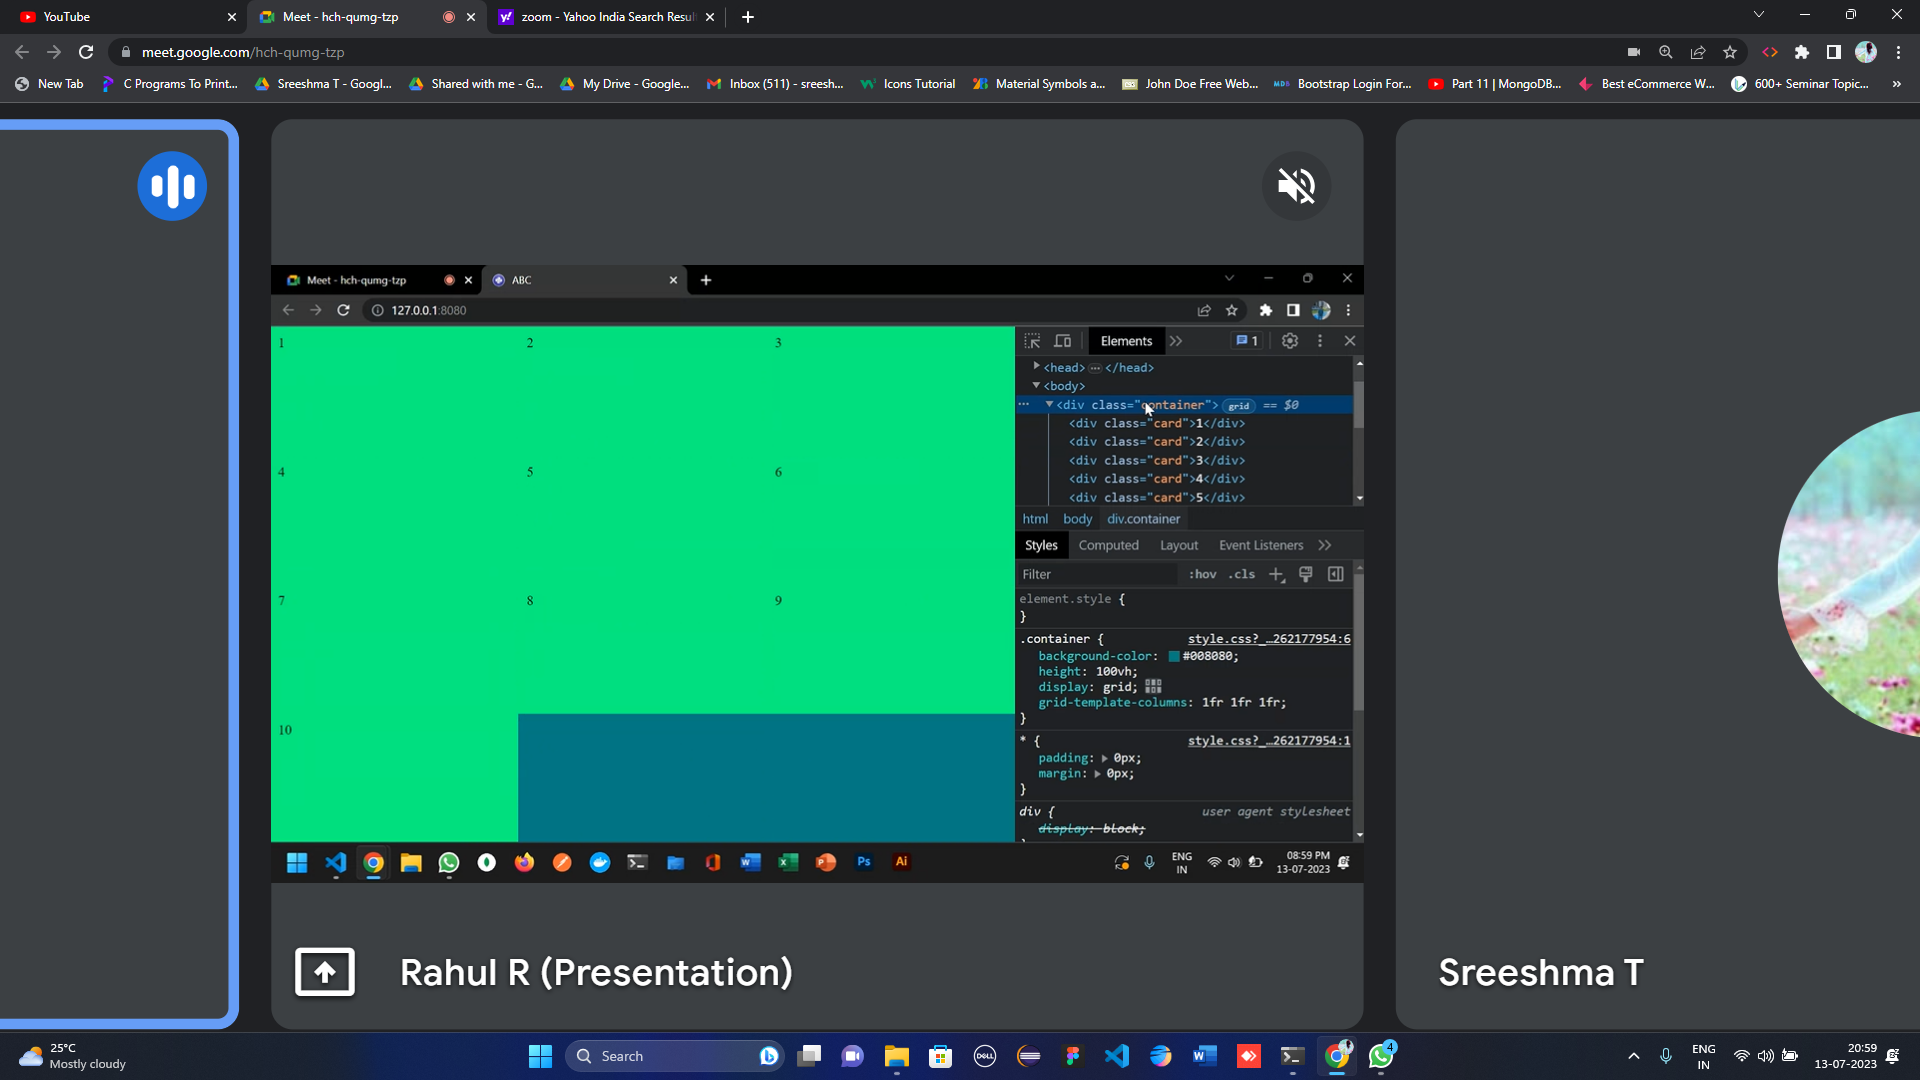 YouTube
Meet - hch-qumg-tzp
zoom - Yahoo India Search Resul
meet.google.com/hch-qumg-tzp
New Tab
C Programs To Print...
Sreeshma T - Googl...
Shared with me - G...
My Drive - Google...
Inbox (511) - sreesh...
Icons Tutorial
Material Symbols a...
John Doe Free Web...
Bootstrap Login For...
Part 11 | MongoDB...
Best eCommerce W...
600+ Seminar Topic...
Meet - hch-qumg-tzp
ABC
127.0.0.1:8080
1 2 3
4 5 6
7 8 9
10
Elements
1
<head> ... </head>
<body>
<div class="container"> grid == $0
<div class="card">1</div>
<div class="card">2</div>
<div class="card">3</div>
<div class="card">4</div>
<div class="card">5</div>
html body div.container
Styles Computed Layout Event Listeners
Filter :hov .cls
element.style {
}
.container { style.css?_…262177954:6
background-color: #008080;
height: 100vh;
display: grid;
grid-template-columns: 1fr 1fr 1fr;
}
* { style.css?_…262177954:1
padding: 0px;
margin: 0px;
}
div { user agent stylesheet
display: block;
Ps
Ai
ENG
IN
08:59 PM
13-07-2023
Rahul R (Presentation)
Sreeshma T
25°C
Mostly cloudy
Search
DELL
4
ENG
IN
20:59
13-07-2023